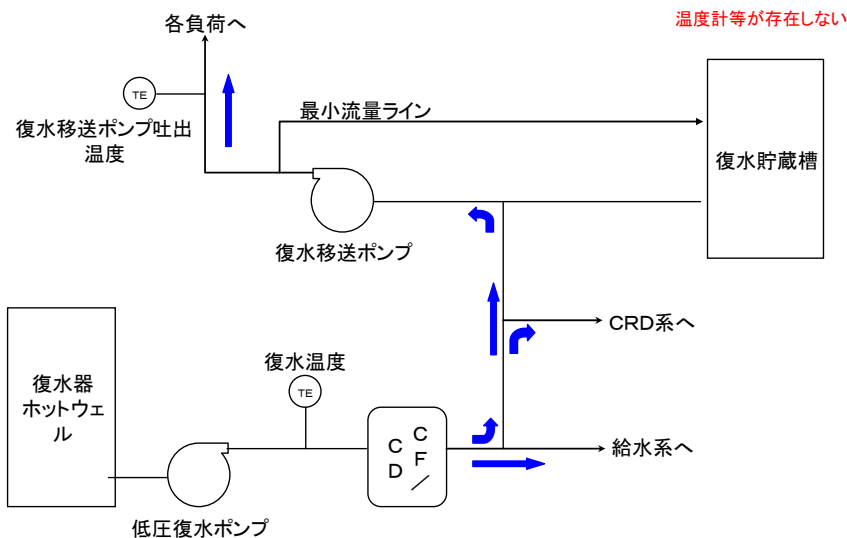 温度計等が存在しない
各負荷へ
TE
最小流量ライン
復水移送ポンプ吐出
温度
復水貯蔵槽
復水移送ポンプ
CRD系へ
復水温度
TE
復水器
ホットウェ
ル
C C
D F
／
給水系へ
低圧復水ポンプ